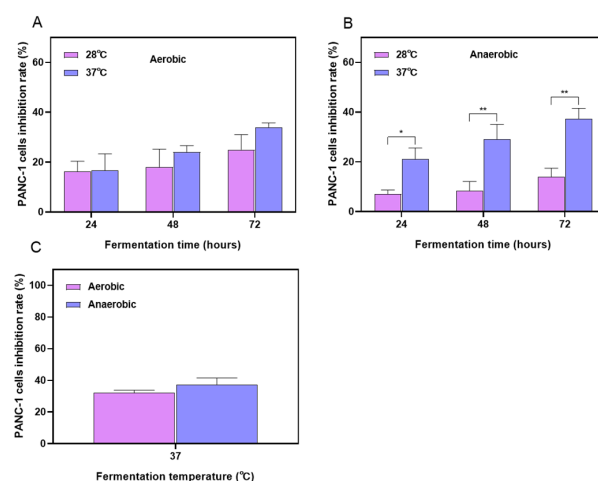 A
PANC-1 cells inhibition rate (%)
60
40
20
0
28℃
37℃
Aerobic
24
48
72
Fermentation time (hours)
B
PANC-1 cells inhibition rate (%)
60
40
20
0
28℃
37℃
Anaerobic
*
**
**
24
48
72
Fermentation time (hours)
C
PANC-1 cells inhibition rate (%)
100
80
60
40
20
0
Aerobic
Anaerobic
37
Fermentation temperature (℃)